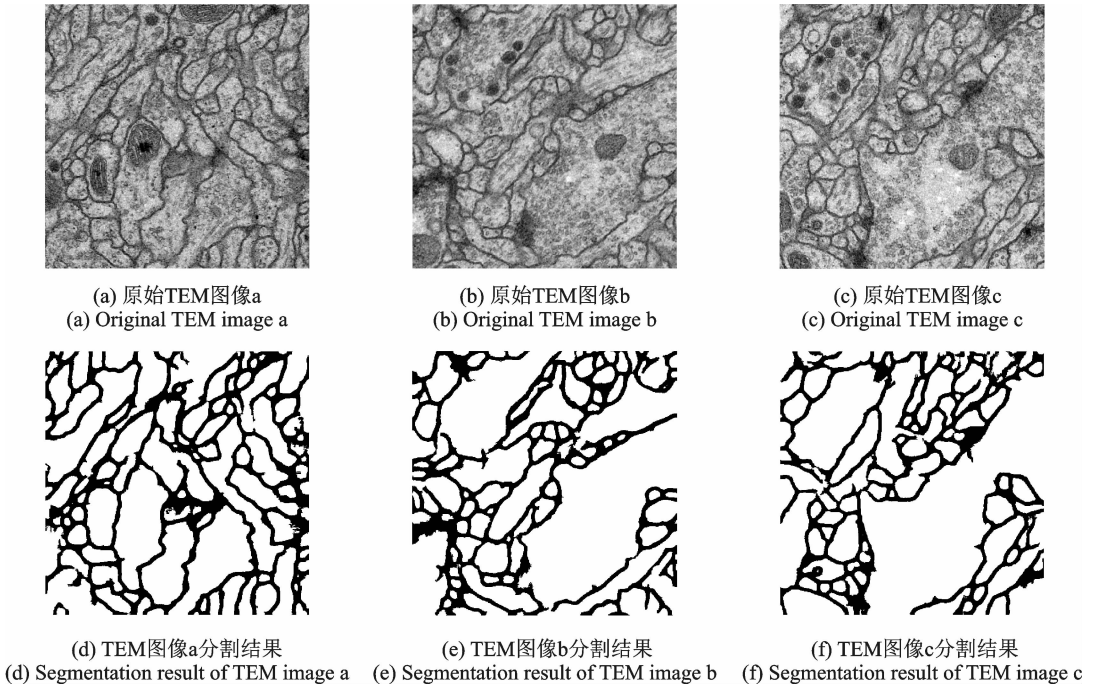 (a) 原始TEM图像a
(a) Original TEM image a
(b) 原始TEM图像b
(b) Original TEM image b
(c) 原始TEM图像c
(c) Original TEM image c
(d) TEM图像a分割结果
(d) Segmentation result of TEM image a
(e) TEM图像b分割结果
(e) Segmentation result of TEM image b
(f) TEM图像c分割结果
(f) Segmentation result of TEM image c